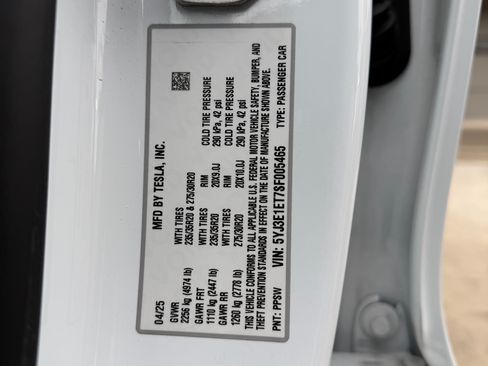 MFD BY TESLA, INC.
04/25
GVWR
2256 kg (4974 lb)
WITH TIRES
235/35R20 & 275/30R20
GAWR FRT
1110 kg (2447 lb)
WITH TIRES
235/35R20
RIM
20X9.0J
COLD TIRE PRESSURE
290 kPa, 42 psi
GAWR RR
1260 kg (2778 lb)
WITH TIRES
275/30R20
RIM
20X10.0J
COLD TIRE PRESSURE
290 kPa, 42 psi
THIS VEHICLE CONFORMS TO ALL APPLICABLE U.S. FEDERAL MOTOR VEHICLE SAFETY, BUMPER, AND
THEFT PREVENTION STANDARDS IN EFFECT ON THE DATE OF MANUFACTURE SHOWN ABOVE.
VIN: 5YJ3E1ET7SF005465
PNT: PPSW
TYPE: PASSENGER CAR